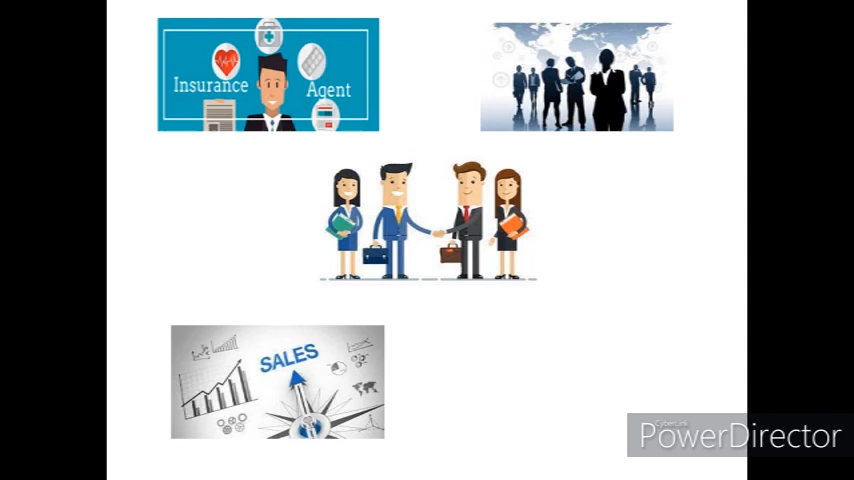 Insurance
Agent
SALES
CyberLink
PowerDirector